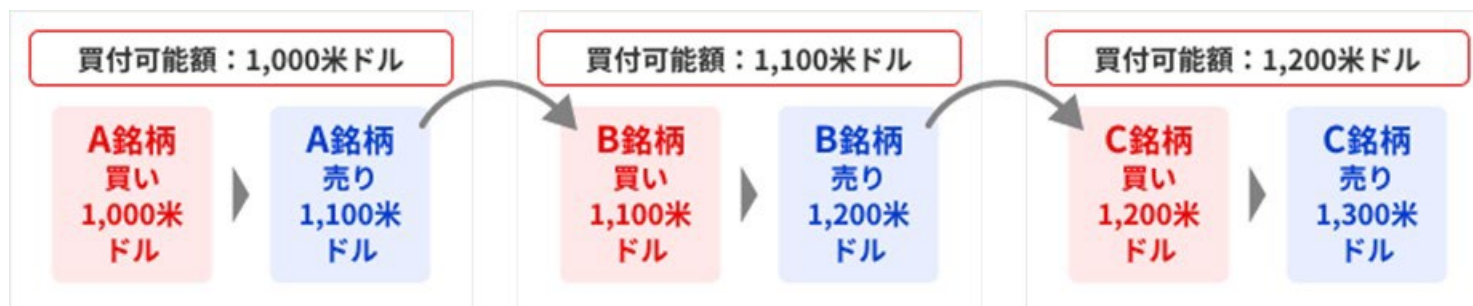 買付可能額：1,000米ドル
A銘柄
買い
1,000米
ドル
A銘柄
売り
1,100米
ドル
買付可能額：1,100米ドル
B銘柄
買い
1,100米
ドル
B銘柄
売り
1,200米
ドル
買付可能額：1,200米ドル
C銘柄
買い
1,200米
ドル
C銘柄
売り
1,300米
ドル